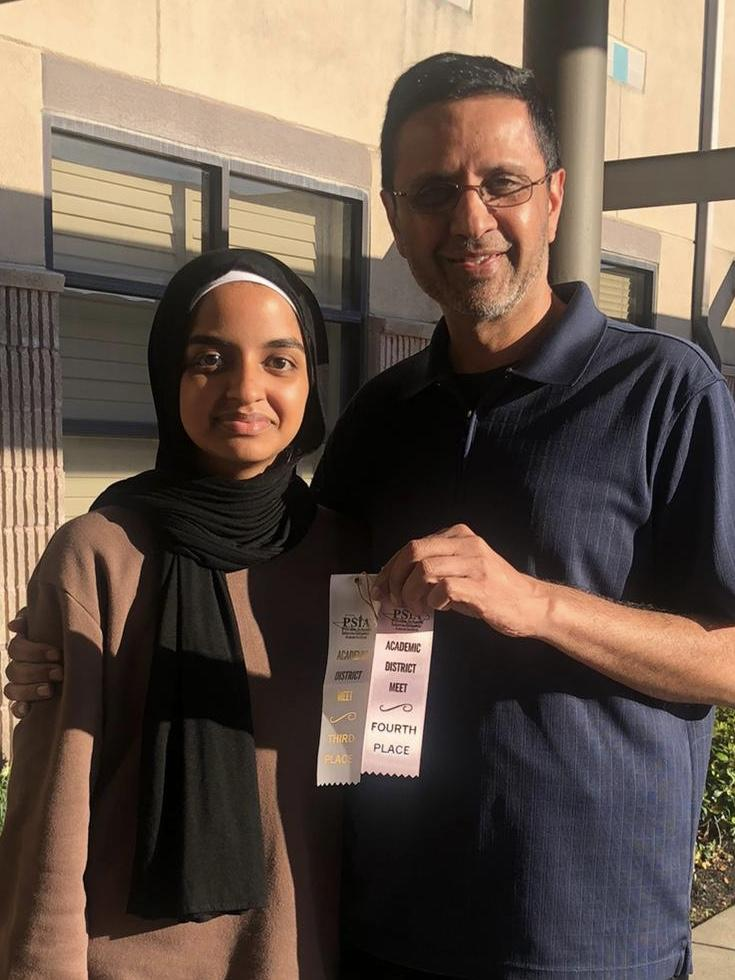 PSIA
ACADEMIC
DISTRICT
MEET
THIRD
PLACE
PSIA
ACADEMIC
DISTRICT
MEET
FOURTH
PLACE